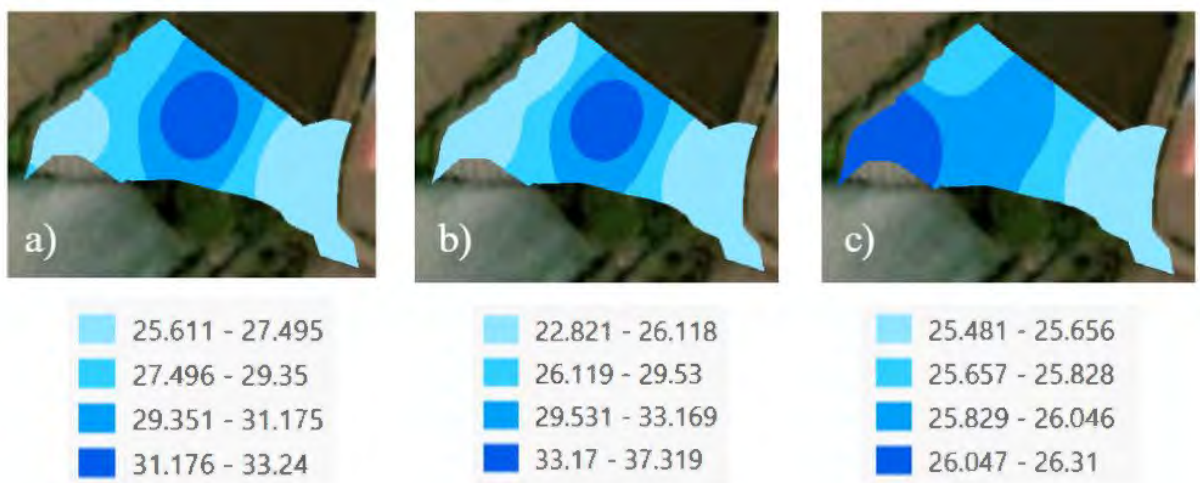 a)
b)
c)
25.611 - 27.495
27.496 - 29.35
29.351 - 31.175
31.176 - 33.24
22.821 - 26.118
26.119 - 29.53
29.531 - 33.169
33.17 - 37.319
25.481 - 25.656
25.657 - 25.828
25.829 - 26.046
26.047 - 26.31